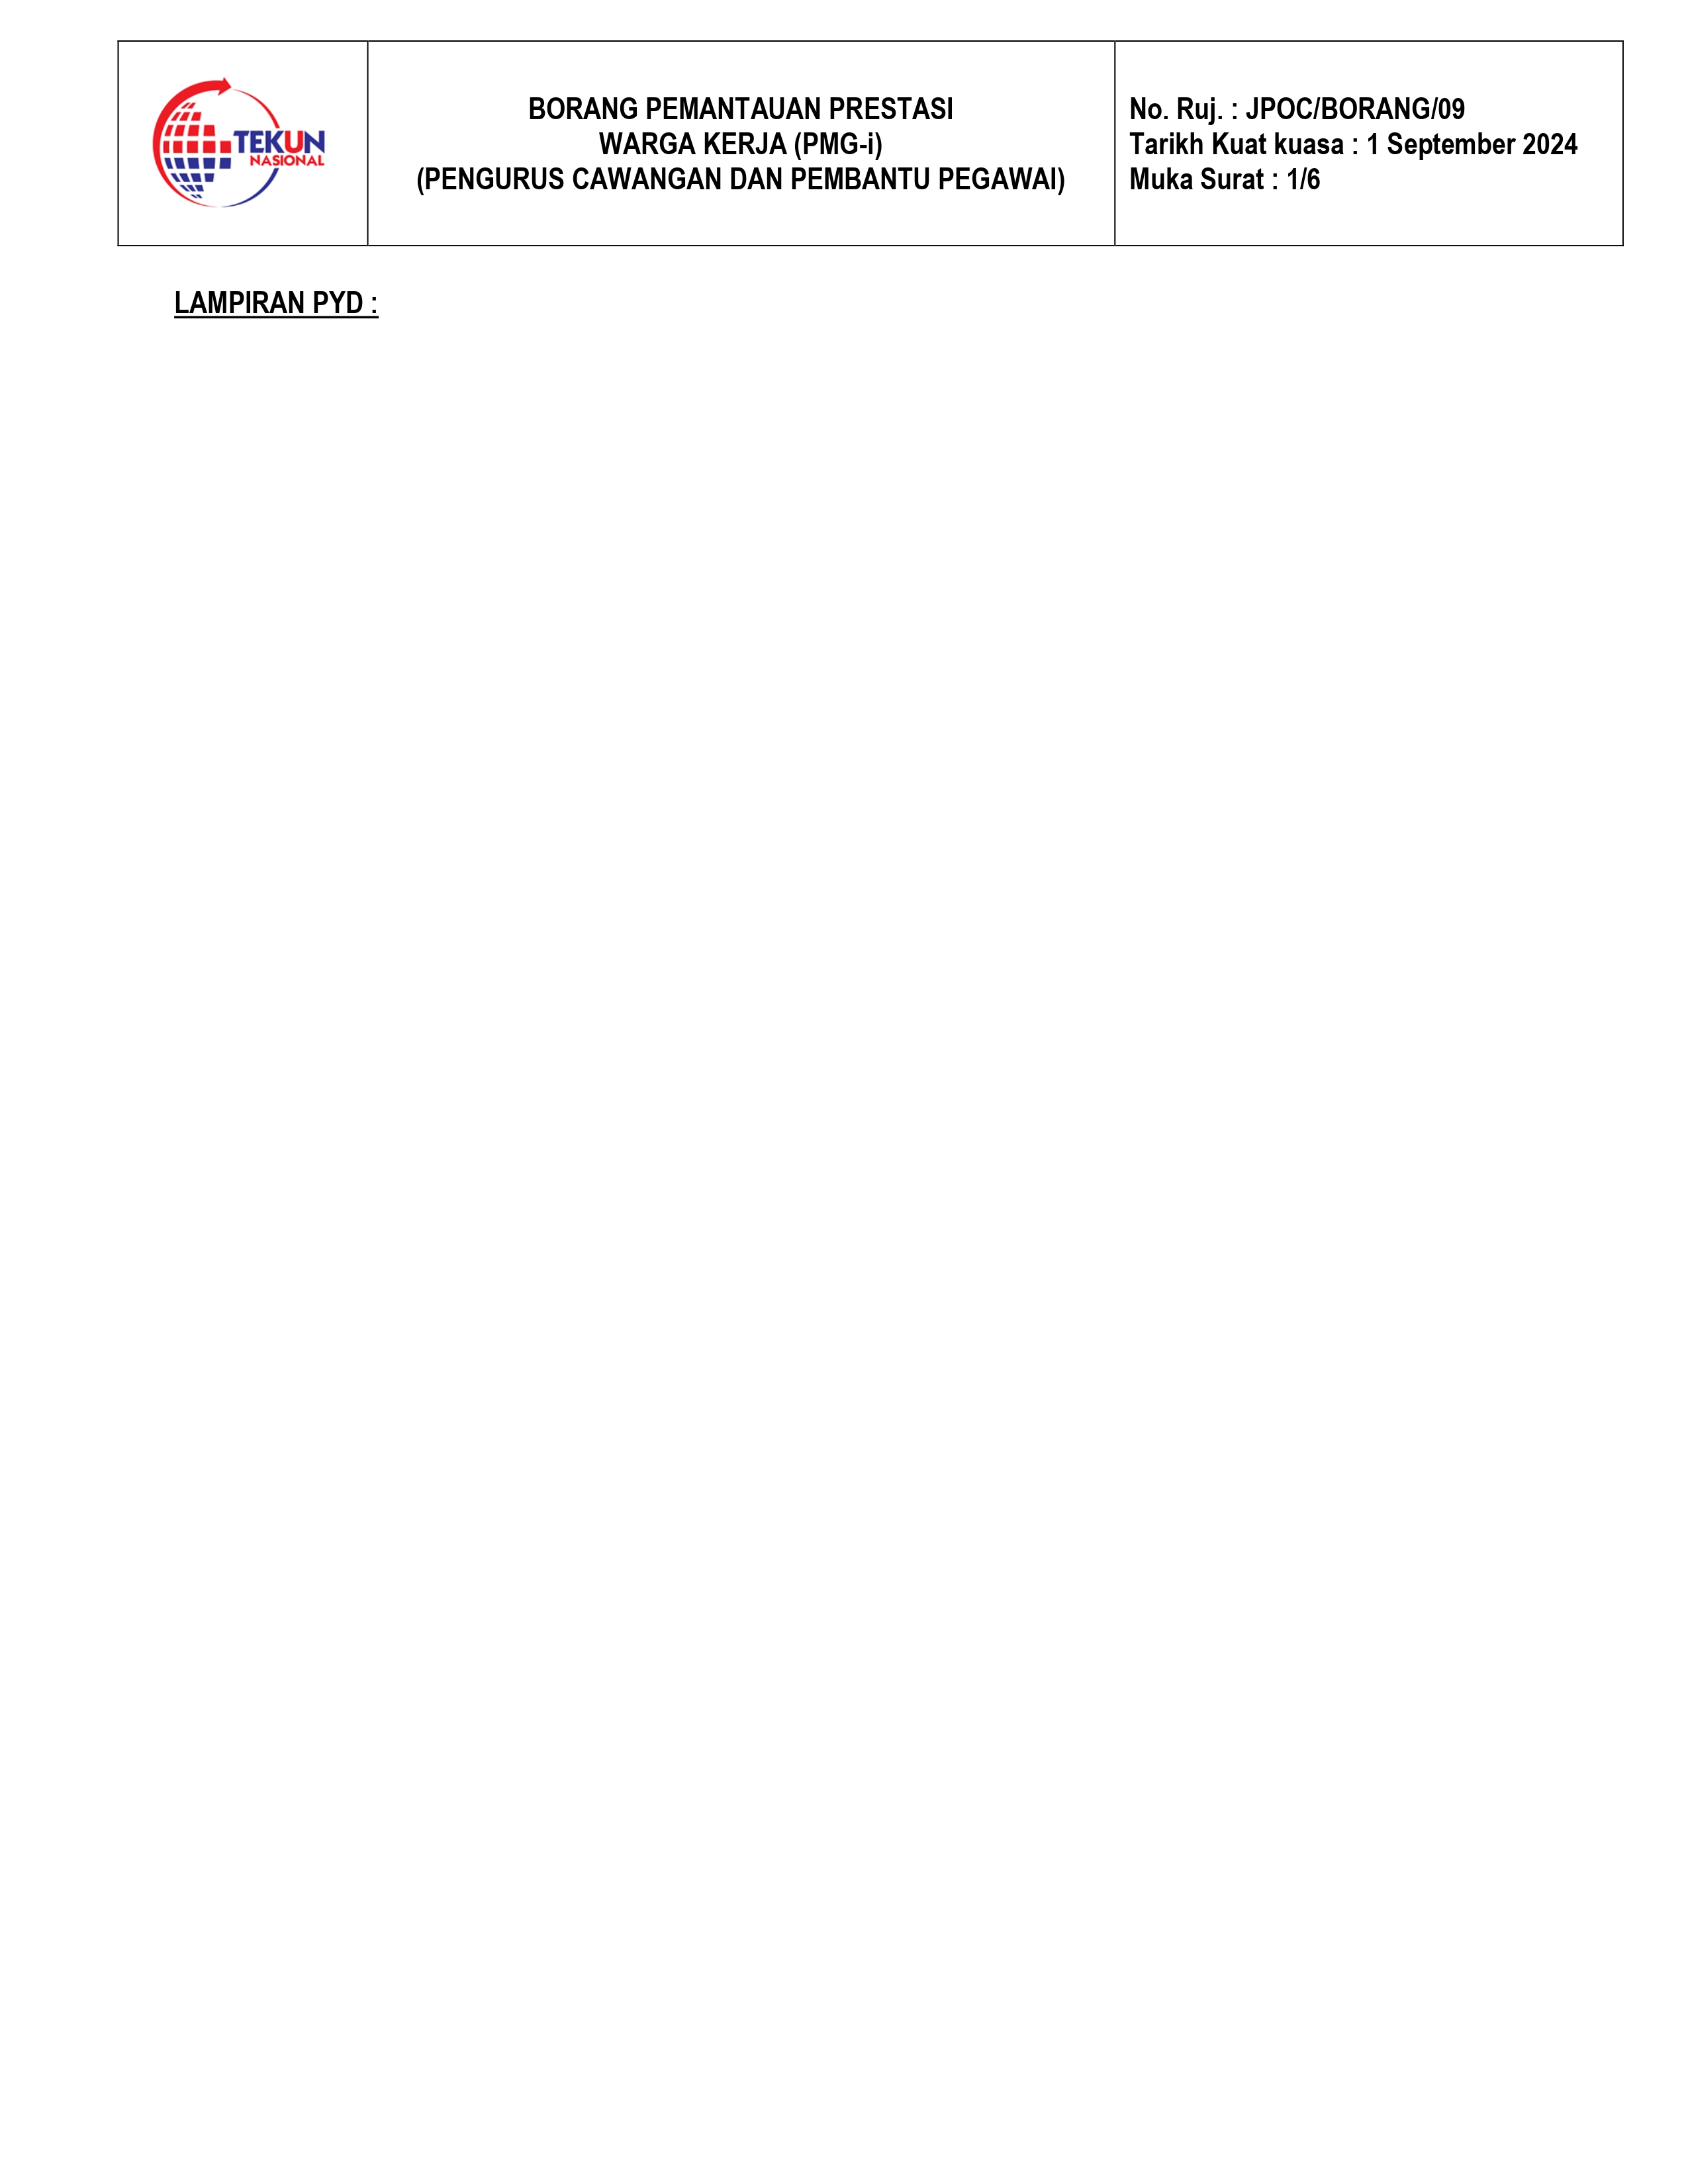 TEKUN
NASIONAL
BORANG PEMANTAUAN PRESTASI
WARGA KERJA (PMG-i)
(PENGURUS CAWANGAN DAN PEMBANTU PEGAWAI)
No. Ruj. : JPOC/BORANG/09
Tarikh Kuat kuasa : 1 September 2024
Muka Surat : 1/6
LAMPIRAN PYD :